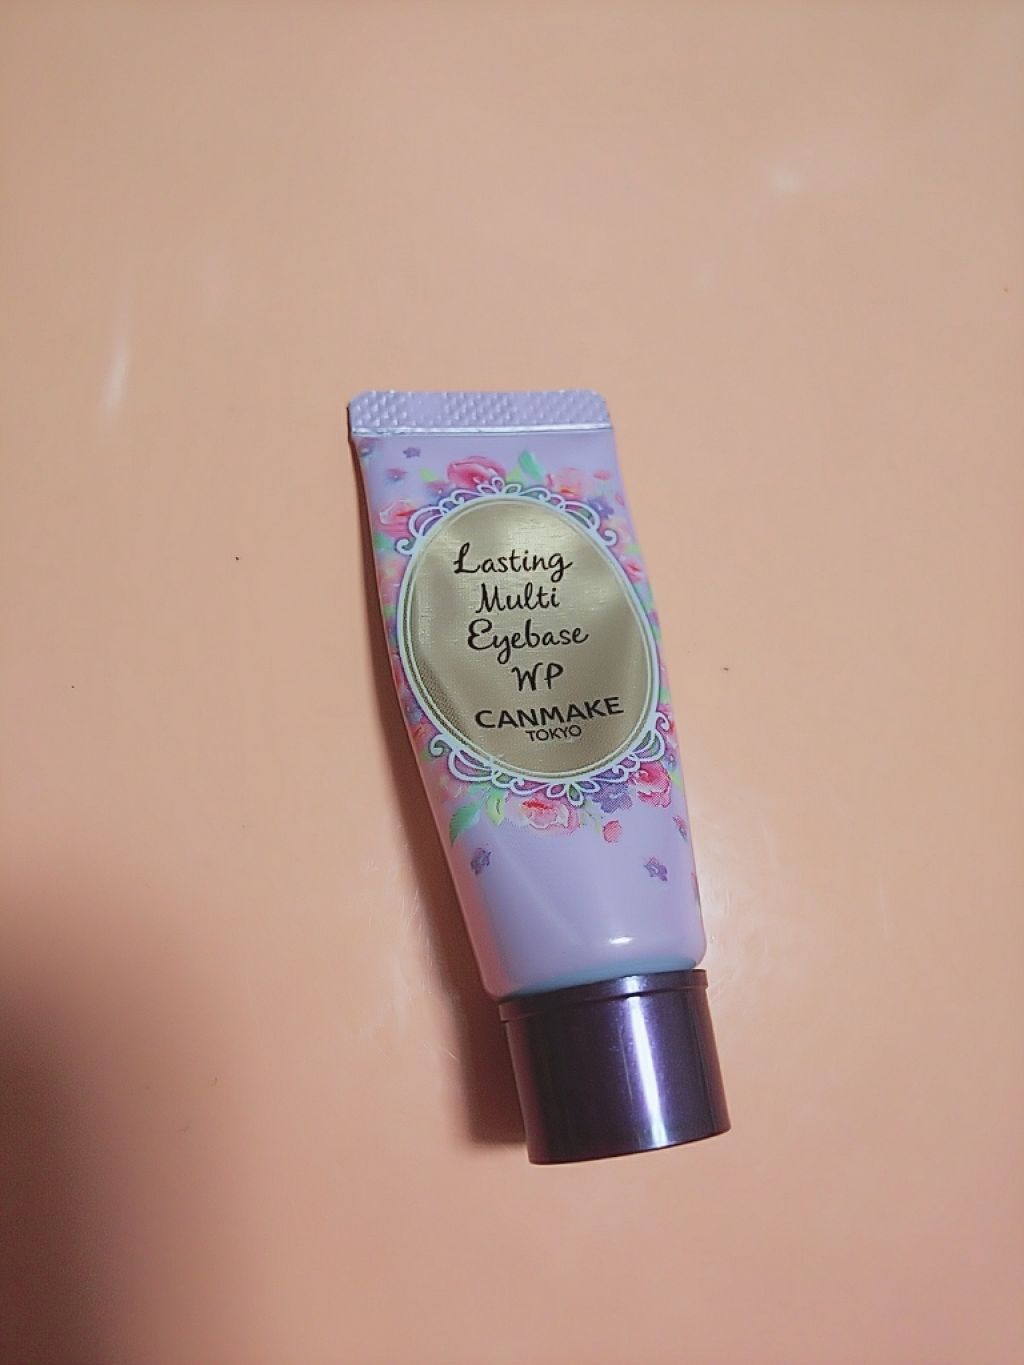 Lasting
Multi
Eyebase
WP
CANMAKE
TOKYO